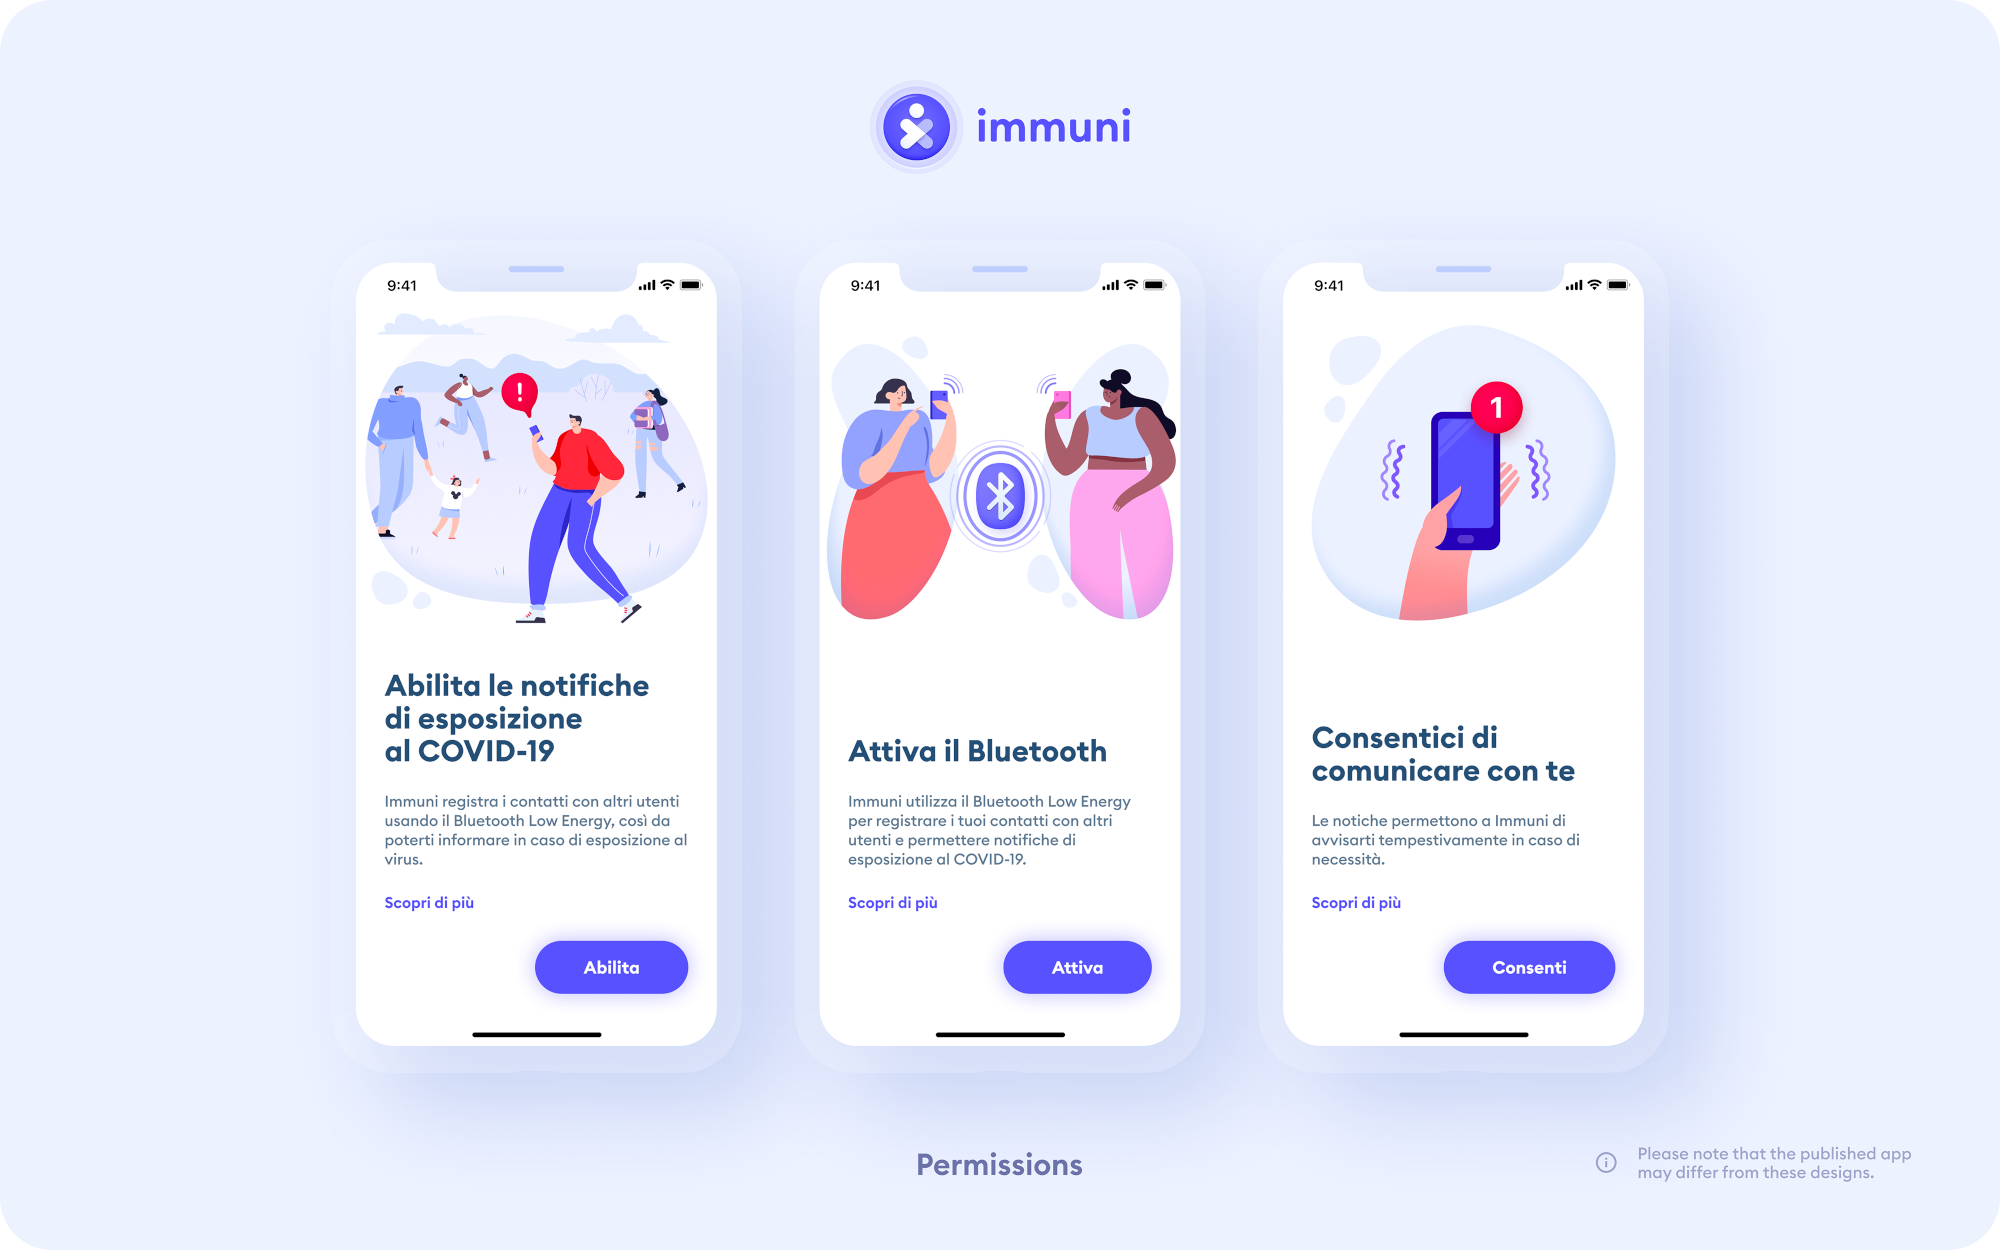 immuni
9:41
Abilita le notifiche
di esposizione
al COVID-19
Immuni registra i contatti con altri utenti
usando il Bluetooth Low Energy, così da
poterti informare in caso di esposizione al
virus.
Scopri di più
Abilita
9:41
Attiva il Bluetooth
Immuni utilizza il Bluetooth Low Energy
per registrare i tuoi contatti con altri
utenti e permettere notifiche di
esposizione al COVID-19.
Scopri di più
Attiva
9:41
1
Consentici di
comunicare con te
Le notiche permettono a Immuni di
avvisarti tempestivamente in caso di
necessità.
Scopri di più
Consenti
Permissions
Please note that the published app
may differ from these designs.